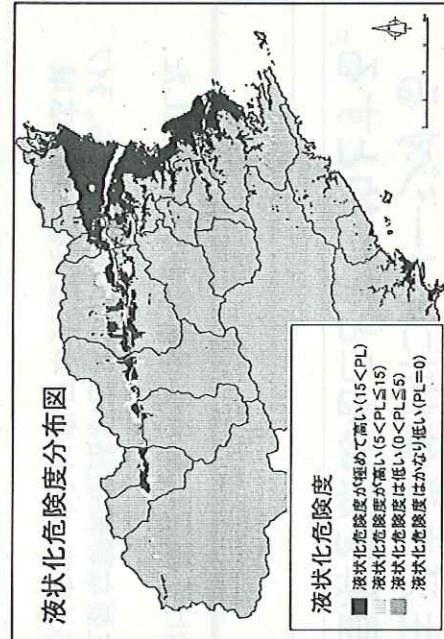 液状化危険度分布図
液状化危険度
液状化危険度が極めて高い(15<PL)
液状化危険度が高い(5<PL≦15)
液状化危険度は低い(0<PL≦5)
液状化危険度はかなり低い(PL=0)